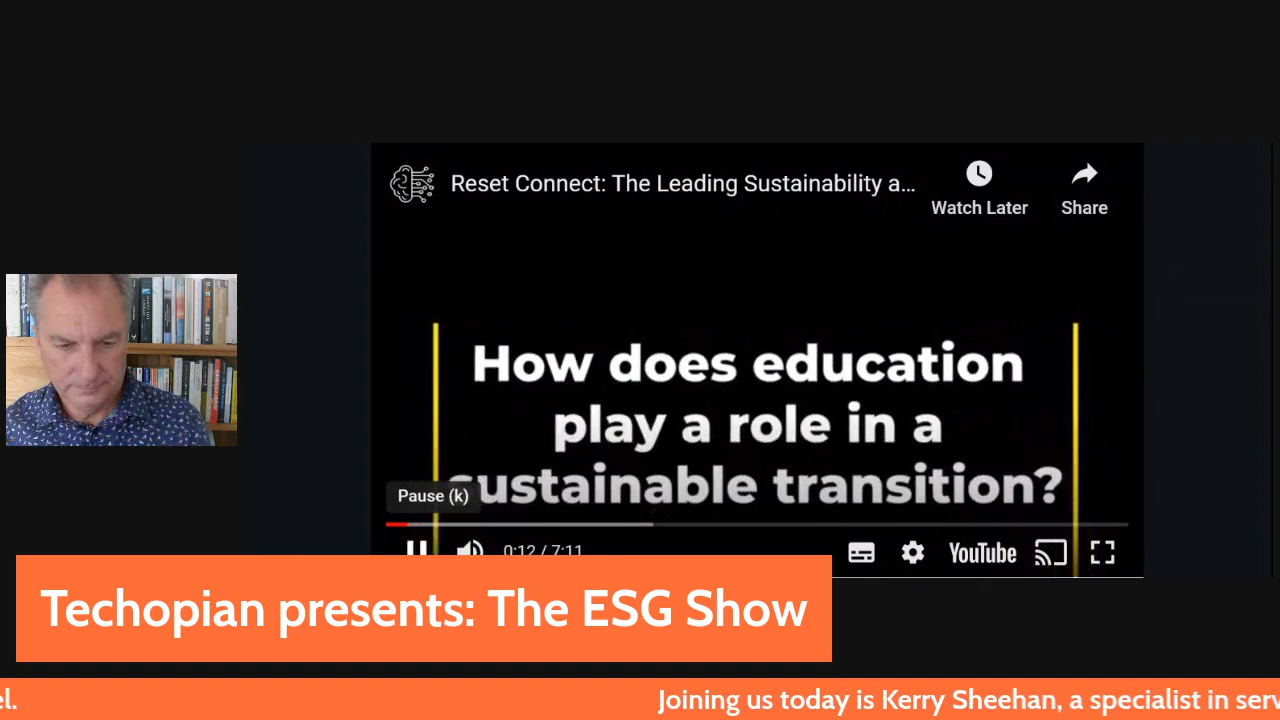 Reset Connect: The Leading Sustainability a...
Watch Later
Share
How does education
play a role in a
sustainable transition?
Pause (k)
0:12 / 7:11
YouTube
Techopian presents: The ESG Show
el.
Joining us today is Kerry Sheehan, a specialist in serv